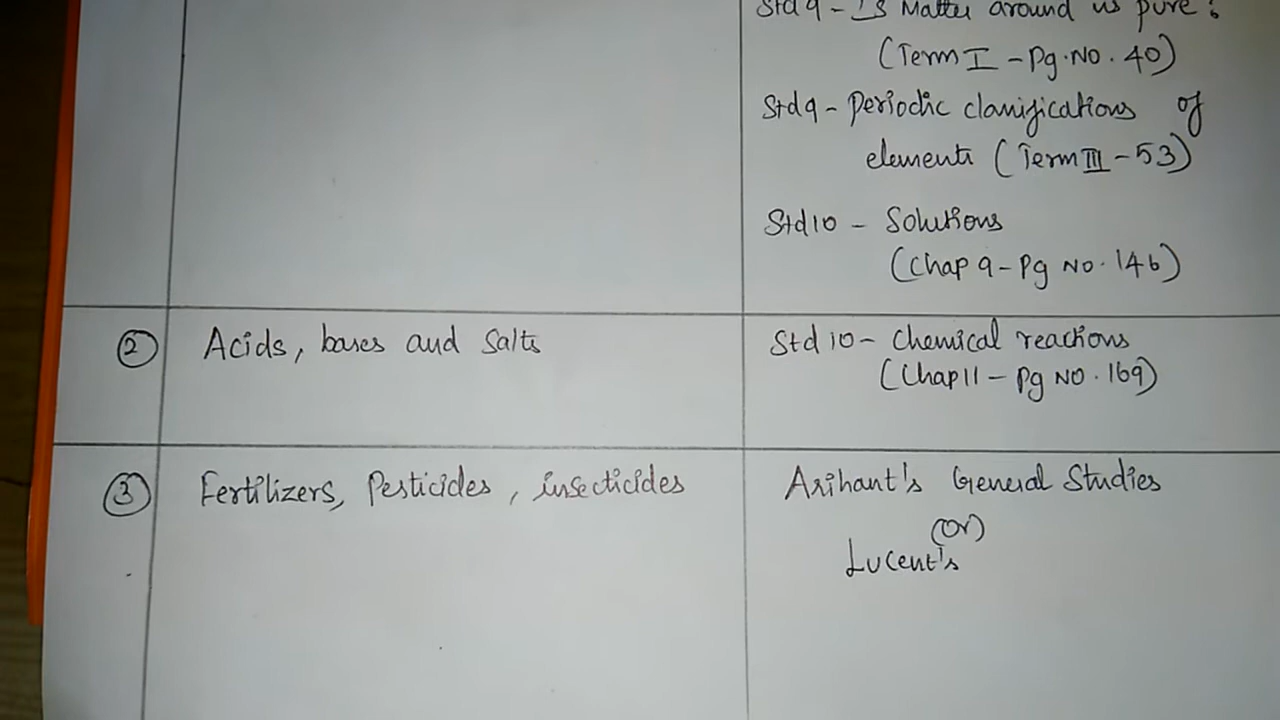 Std 9 - Is Matter around us pure?
(Term I - Pg.No. 40)
Std 9 - Periodic classifications of
elements (Term III - 53)
Std 10 - Solutions
(Chap 9 - Pg No. 146)
② Acids, bases and Salts
Std 10 - Chemical reactions
(Chap 11 - Pg NO. 169)
③ Fertilizers, Pesticides, insecticides
Arihant's General Studies
(or)
Lucent's